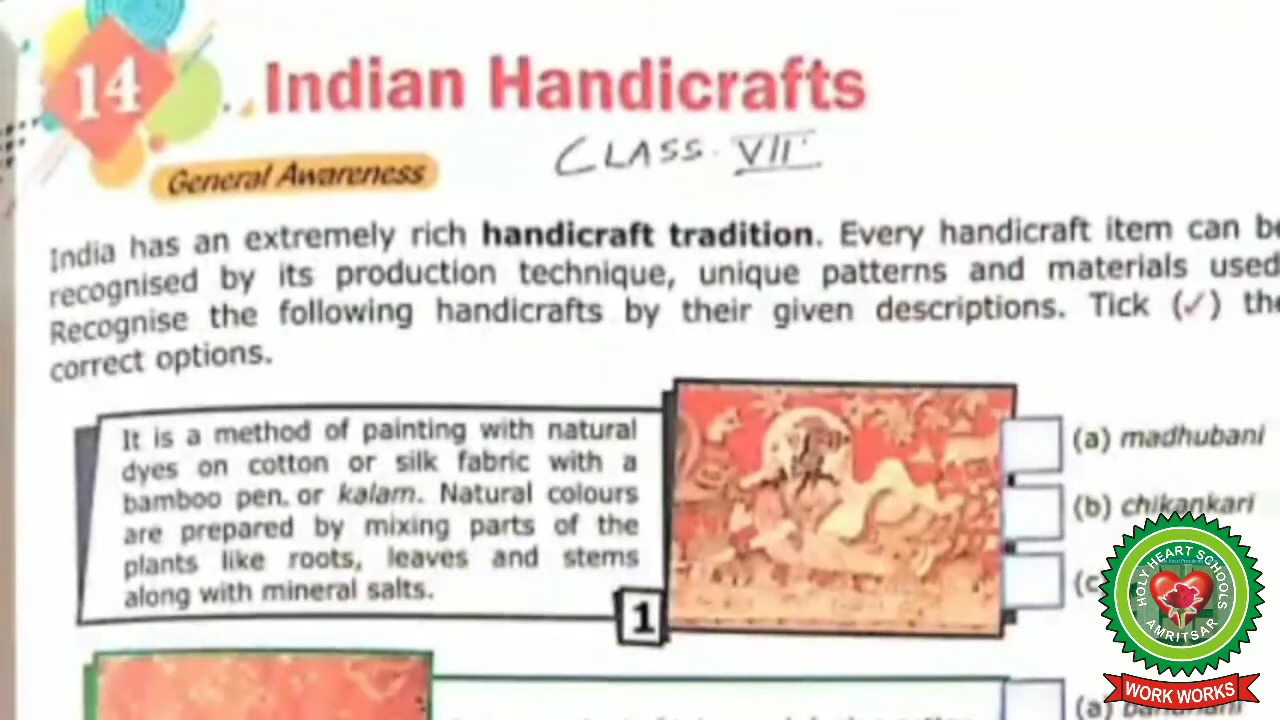 14
Indian Handicrafts
CLASS. VII
General Awareness
India has an extremely rich handicraft tradition. Every handicraft item can be
recognised by its production technique, unique patterns and materials used
Recognise the following handicrafts by their given descriptions. Tick (✓) the
correct options.
It is a method of painting with natural
dyes on cotton or silk fabric with a
bamboo pen or kalam. Natural colours
are prepared by mixing parts of the
plants like roots, leaves and stems
along with mineral salts.
1
(a) madhubani
(b) chikankari
(c
HOLY HEART SCHOOLS
AMRITSAR
WORK WORKS
(a) bandhani